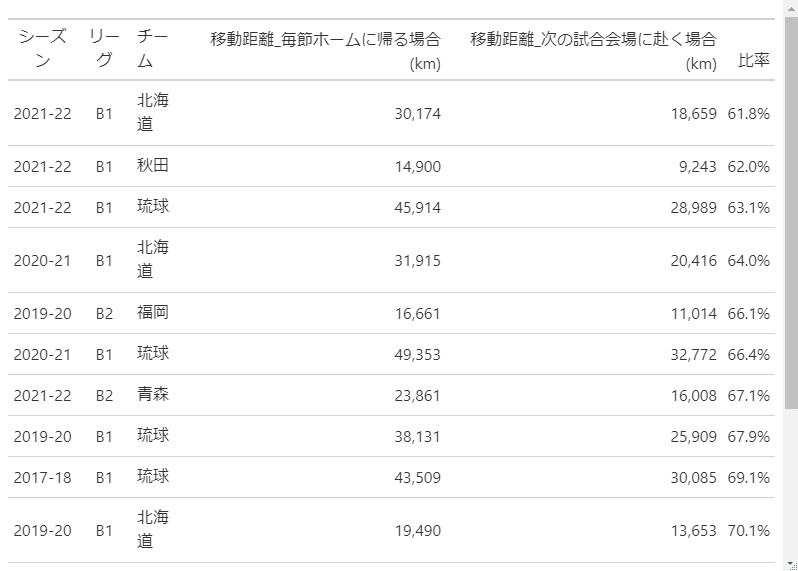 シーズン リーグ チーム 移動距離_毎節ホームに帰る場合 (km) 移動距離_次の試合会場に赴く場合 (km) 比率
2021-22 B1 北海道 30,174 18,659 61.8%
2021-22 B1 秋田 14,900 9,243 62.0%
2021-22 B1 琉球 45,914 28,989 63.1%
2020-21 B1 北海道 31,915 20,416 64.0%
2019-20 B2 福岡 16,661 11,014 66.1%
2020-21 B1 琉球 49,353 32,772 66.4%
2021-22 B2 青森 23,861 16,008 67.1%
2019-20 B1 琉球 38,131 25,909 67.9%
2017-18 B1 琉球 43,509 30,085 69.1%
2019-20 B1 北海道 19,490 13,653 70.1%